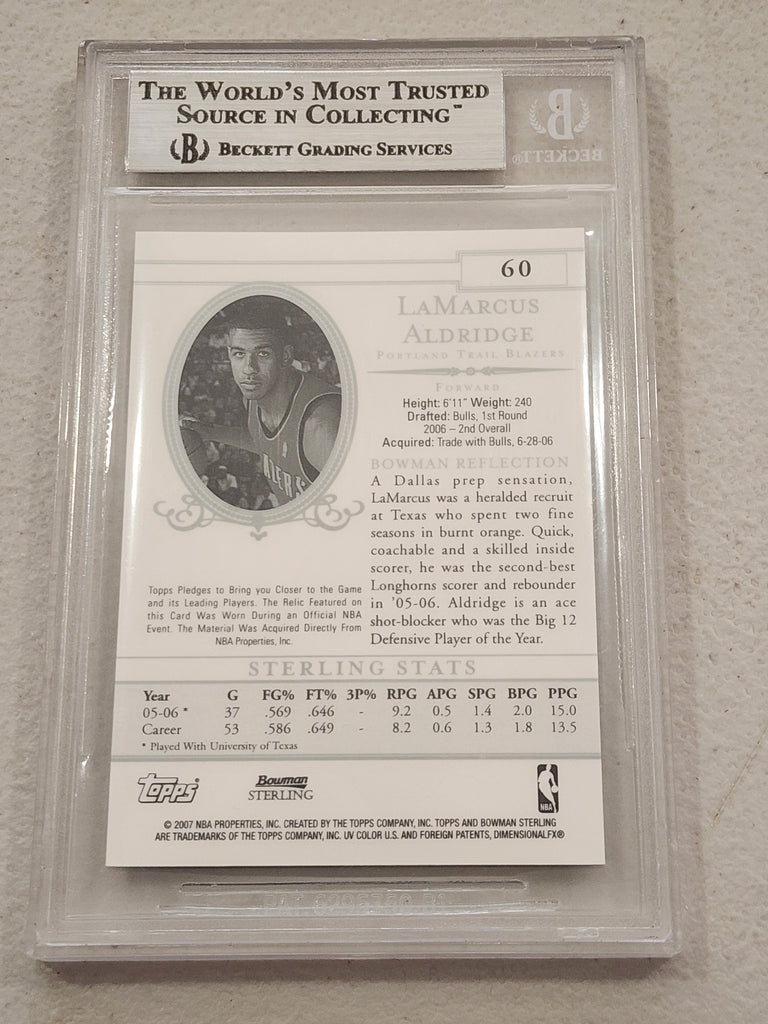 THE WORLD'S MOST TRUSTED
SOURCE IN COLLECTING™
B BECKETT GRADING SERVICES
B
BECKETT®
60
LAMARCUS
ALDRIDGE
PORTLAND TRAIL BLAZERS
FORWARD
Height: 6'11" Weight: 240
Drafted: Bulls, 1st Round
2006 – 2nd Overall
Acquired: Trade with Bulls, 6-28-06
BOWMAN REFLECTION
A Dallas prep sensation,
LaMarcus was a heralded recruit
at Texas who spent two fine
seasons in burnt orange. Quick,
coachable and a skilled inside
scorer, he was the second-best
Longhorns scorer and rebounder
in '05-06. Aldridge is an ace
shot-blocker who was the Big 12
Defensive Player of the Year.
Topps Pledges to Bring you Closer to the Game
and its Leading Players. The Relic Featured on
this Card Was Worn During an Official NBA
Event. The Material Was Acquired Directly From
NBA Properties, Inc.
STERLING STATS
Year G FG% FT% 3P% RPG APG SPG BPG PPG
05-06 * 37 .569 .646 - 9.2 0.5 1.4 2.0 15.0
Career 53 .586 .649 - 8.2 0.6 1.3 1.8 13.5
* Played With University of Texas
Topps®
Bowman
STERLING
NBA
© 2007 NBA PROPERTIES, INC. CREATED BY THE TOPPS COMPANY, INC. TOPPS AND BOWMAN STERLING
ARE TRADEMARKS OF THE TOPPS COMPANY, INC. UV COLOR U.S. AND FOREIGN PATENTS, DIMENSIONALFX®